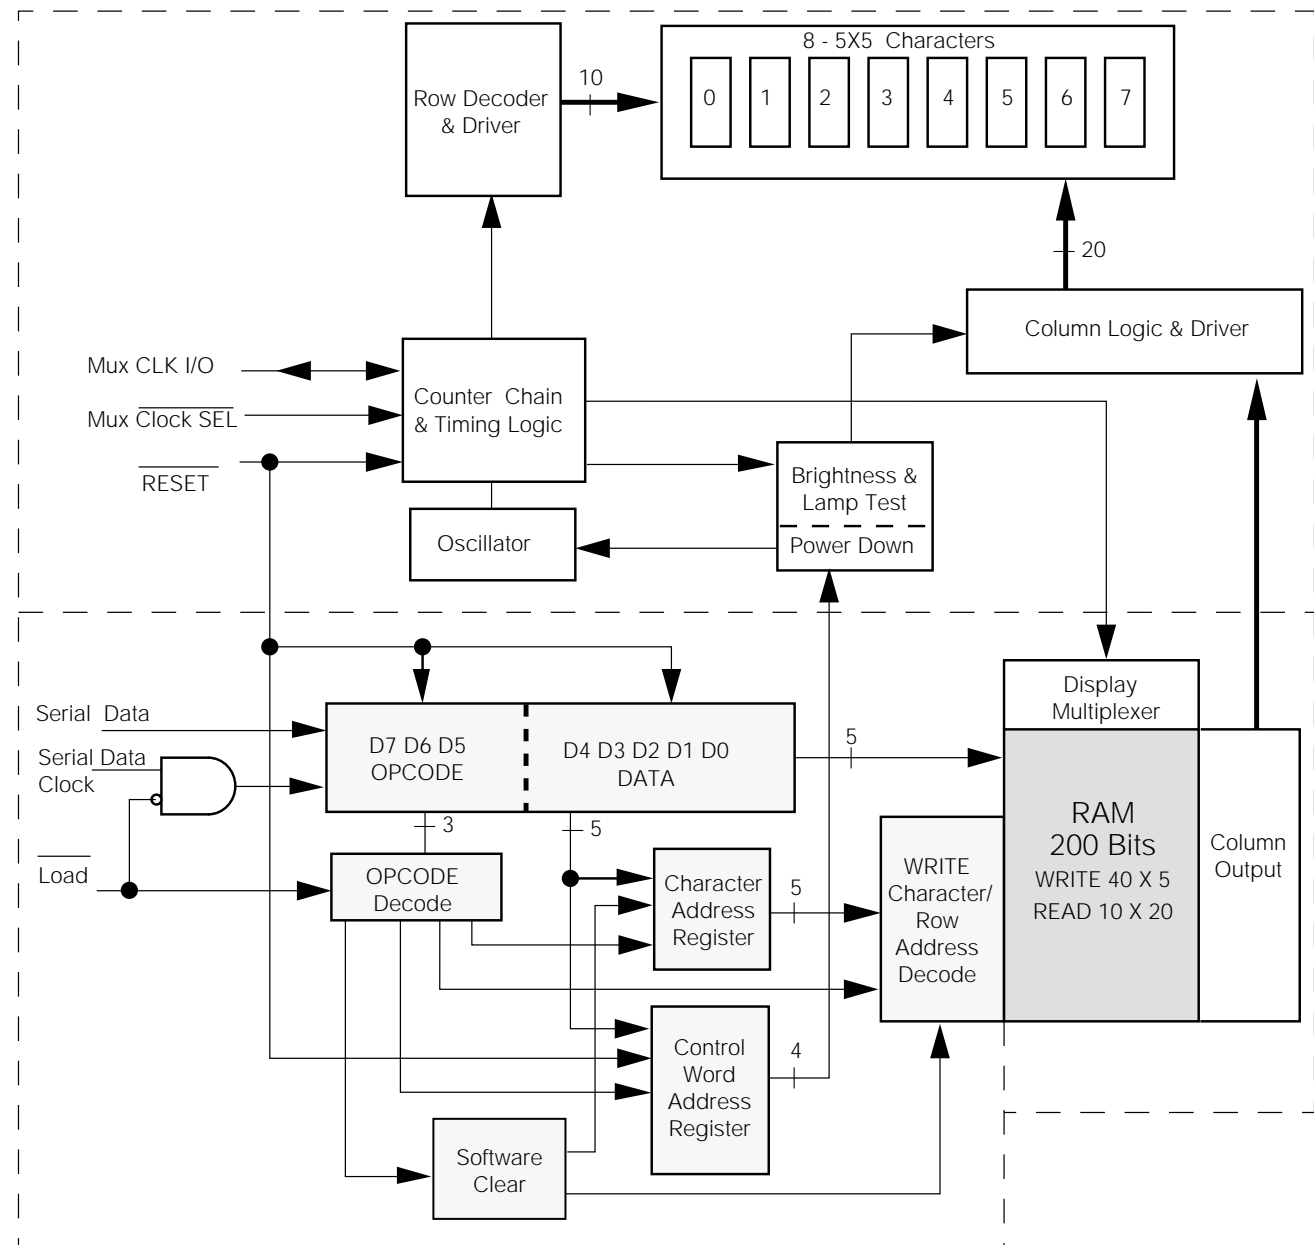 8 - 5X5 Characters
10
Row Decoder
& Driver
0 1 2 3 4 5 6 7
20
Column Logic & Driver
Mux CLK I/O
Mux Clock SEL
RESET
Counter Chain
& Timing Logic
Brightness &
Lamp Test
Power Down
Oscillator
Display
Multiplexer
Serial Data
Serial Data
Clock
Load
D7 D6 D5
OPCODE
D4 D3 D2 D1 D0
DATA
5
3
5
OPCODE
Decode
Character
Address
Register
5
WRITE
Character/
Row
Address
Decode
RAM
200 Bits
WRITE 40 X 5
READ 10 X 20
Column
Output
Control
Word
Address
Register
4
Software
Clear